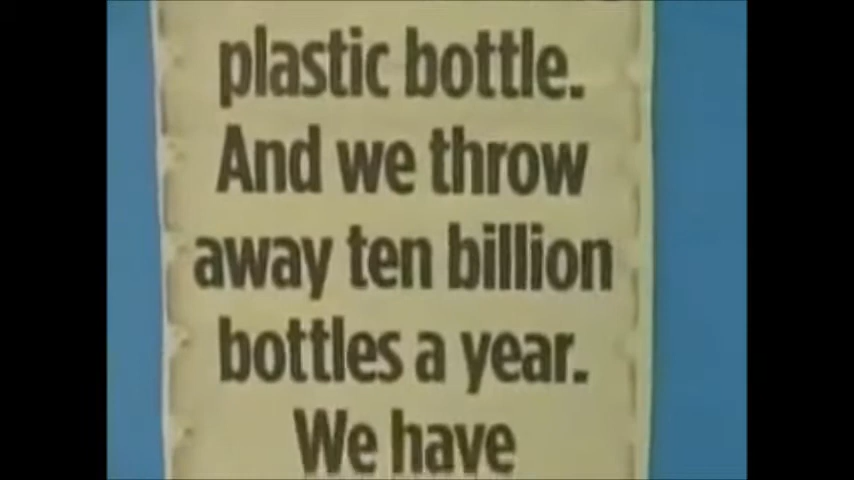 plastic bottle.
And we throw
away ten billion
bottles a year.
We have